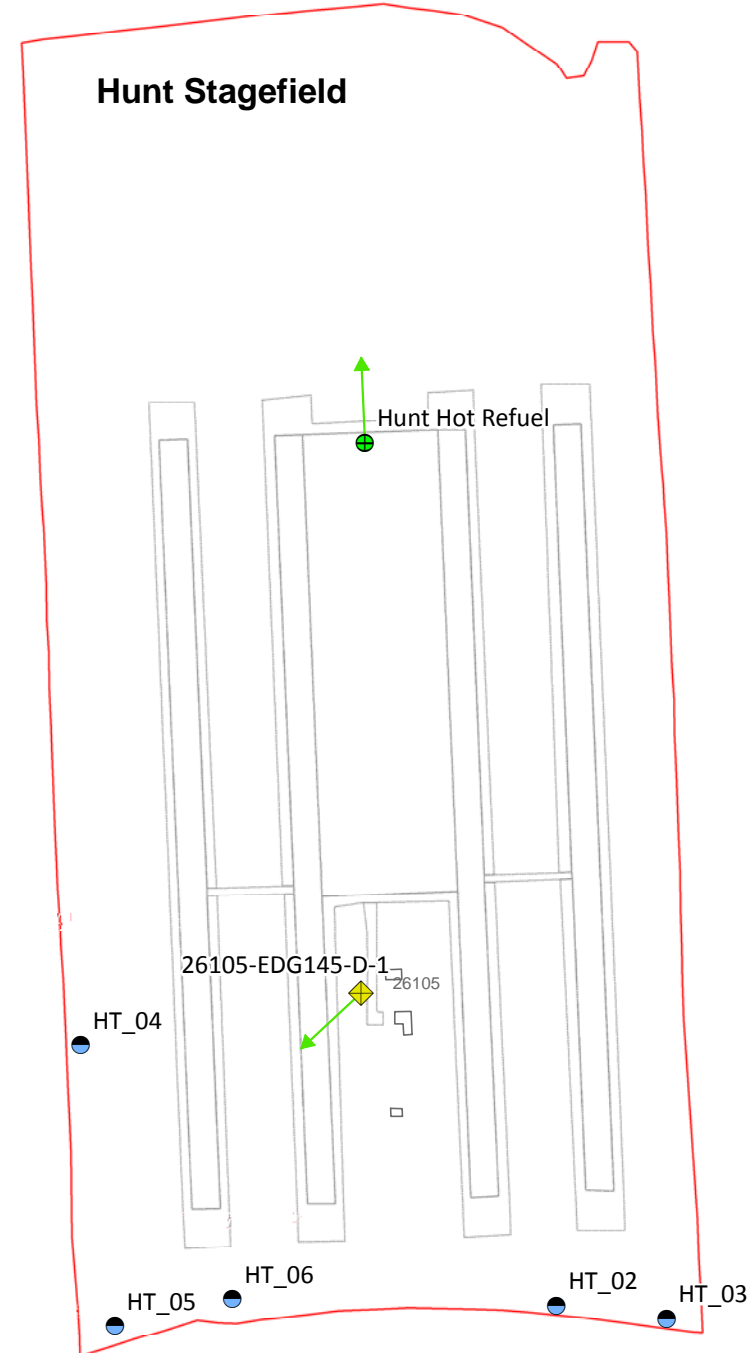 Hunt Stagefield
Hunt Hot Refuel
26105-EDG145-D-1
26105
HT_04
HT_06
HT_05
HT_02
HT_03